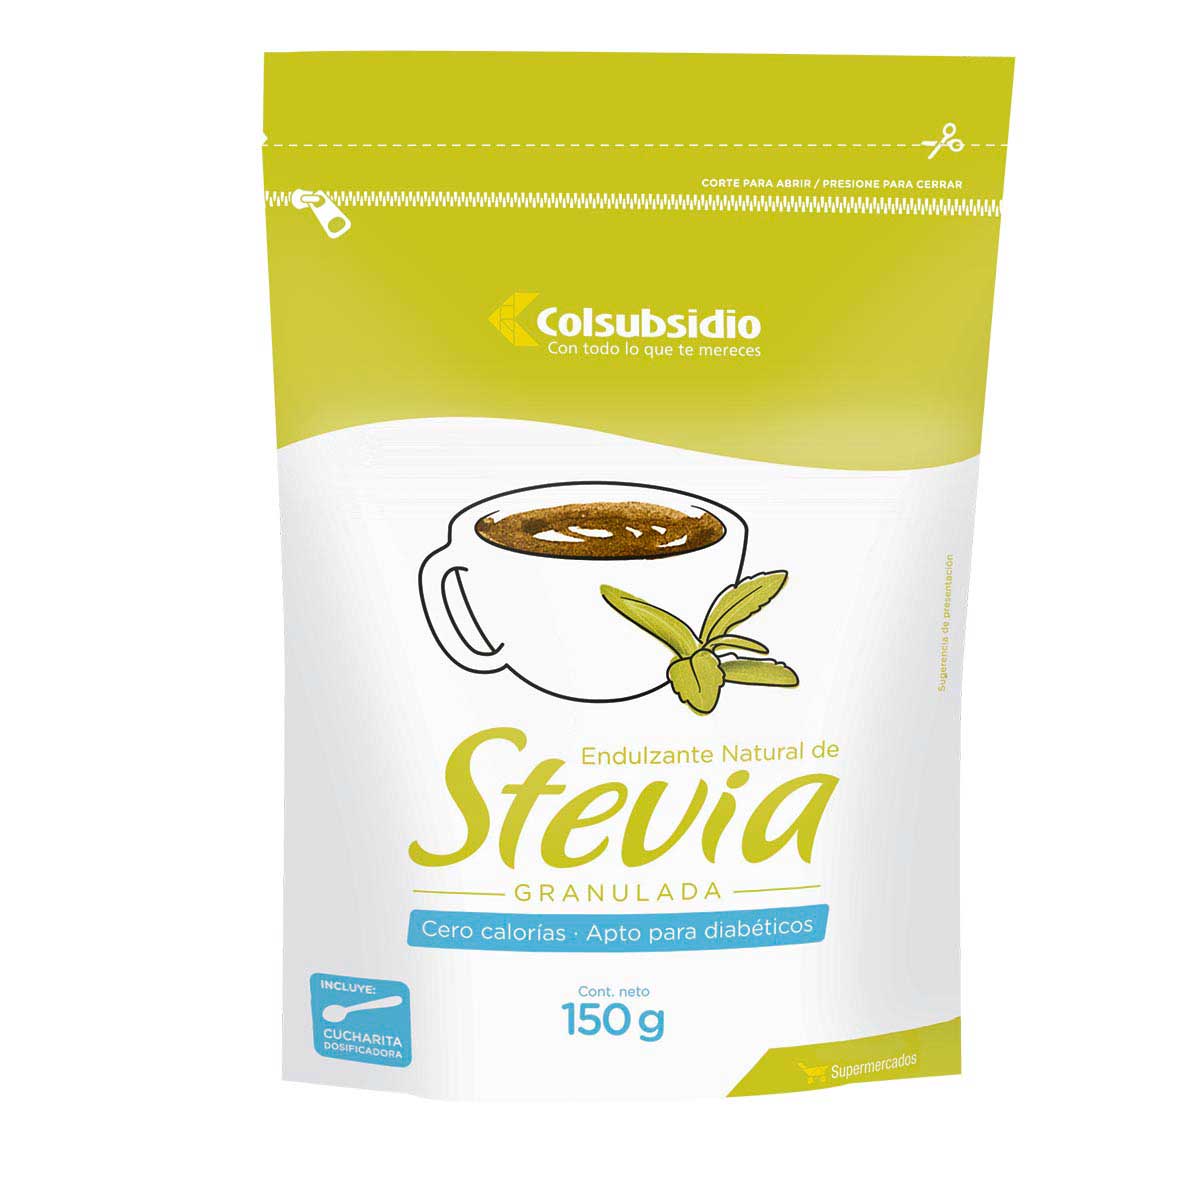 CORTE PARA ABRIR / PRESIONE PARA CERRAR
Colsubsidio
Con todo lo que te mereces
Sugerencia de presentación
Endulzante Natural de
Stevia
GRANULADA
Cero calorías · Apto para diabéticos
INCLUYE:
CUCHARITA
DOSIFICADORA
Cont. neto
150 g
Supermercados